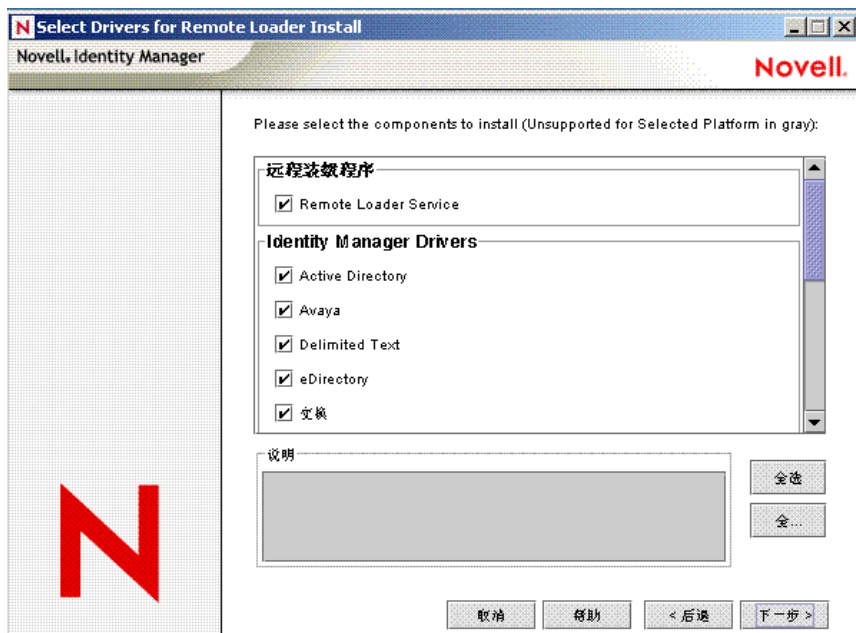 Select Drivers for Remote Loader Install
Novell. Identity Manager
Novell.
Please select the components to install (Unsupported for Selected Platform in gray):
远程装载程序
Remote Loader Service
Identity Manager Drivers
Active Directory
Avaya
Delimited Text
eDirectory
交换
说明
全选
全...
取消
帮助
< 后退
下一步 >